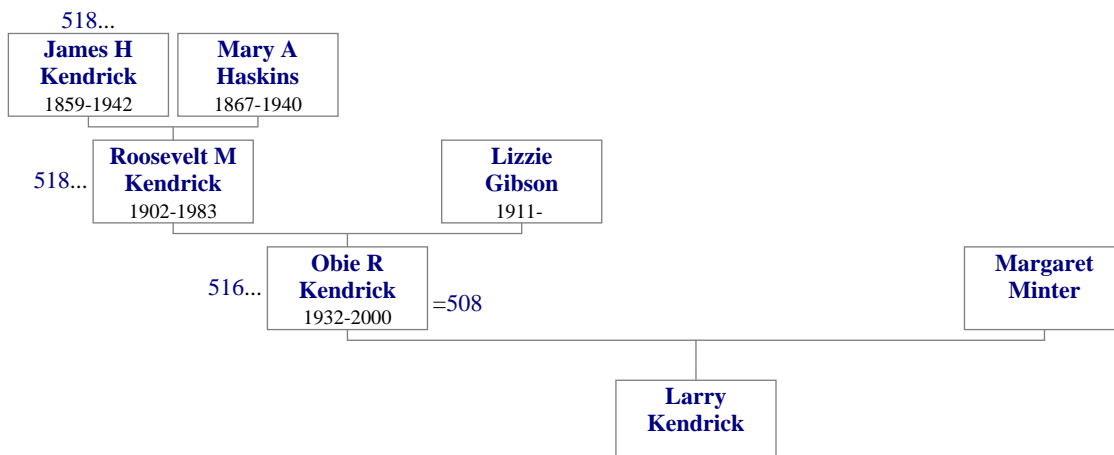 518...
James H
Kendrick
1859-1942
Mary A
Haskins
1867-1940
518...
Roosevelt M
Kendrick
1902-1983
Lizzie
Gibson
1911-
516...
Obie R
Kendrick
1932-2000
=508
Margaret
Minter
Larry
Kendrick